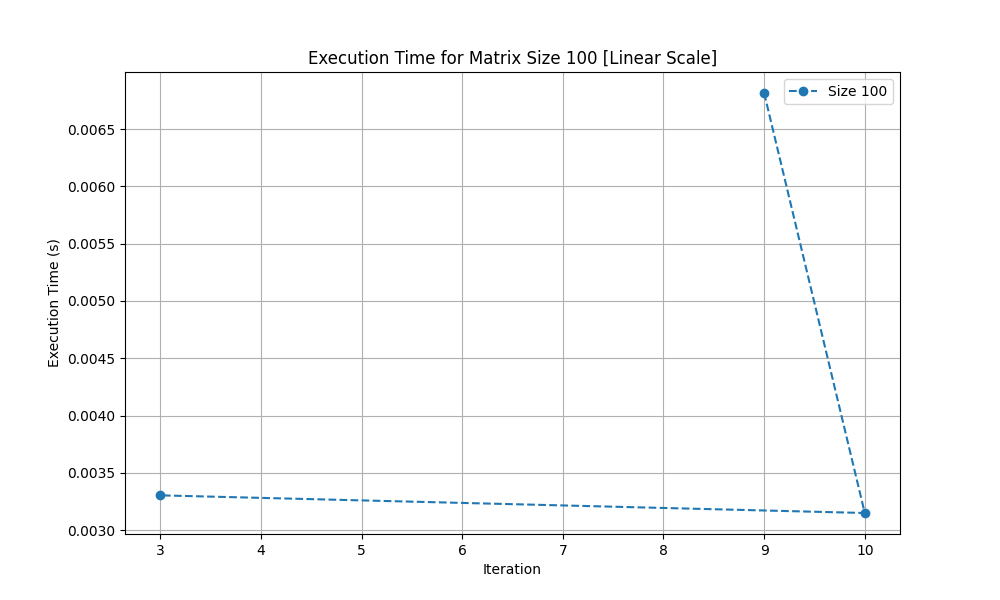 Execution Time for Matrix Size 100 [Linear Scale]
Size 100
Execution Time (s)
0.0065
0.0060
0.0055
0.0050
0.0045
0.0040
0.0035
0.0030
3 4 5 6 7 8 9 10
Iteration